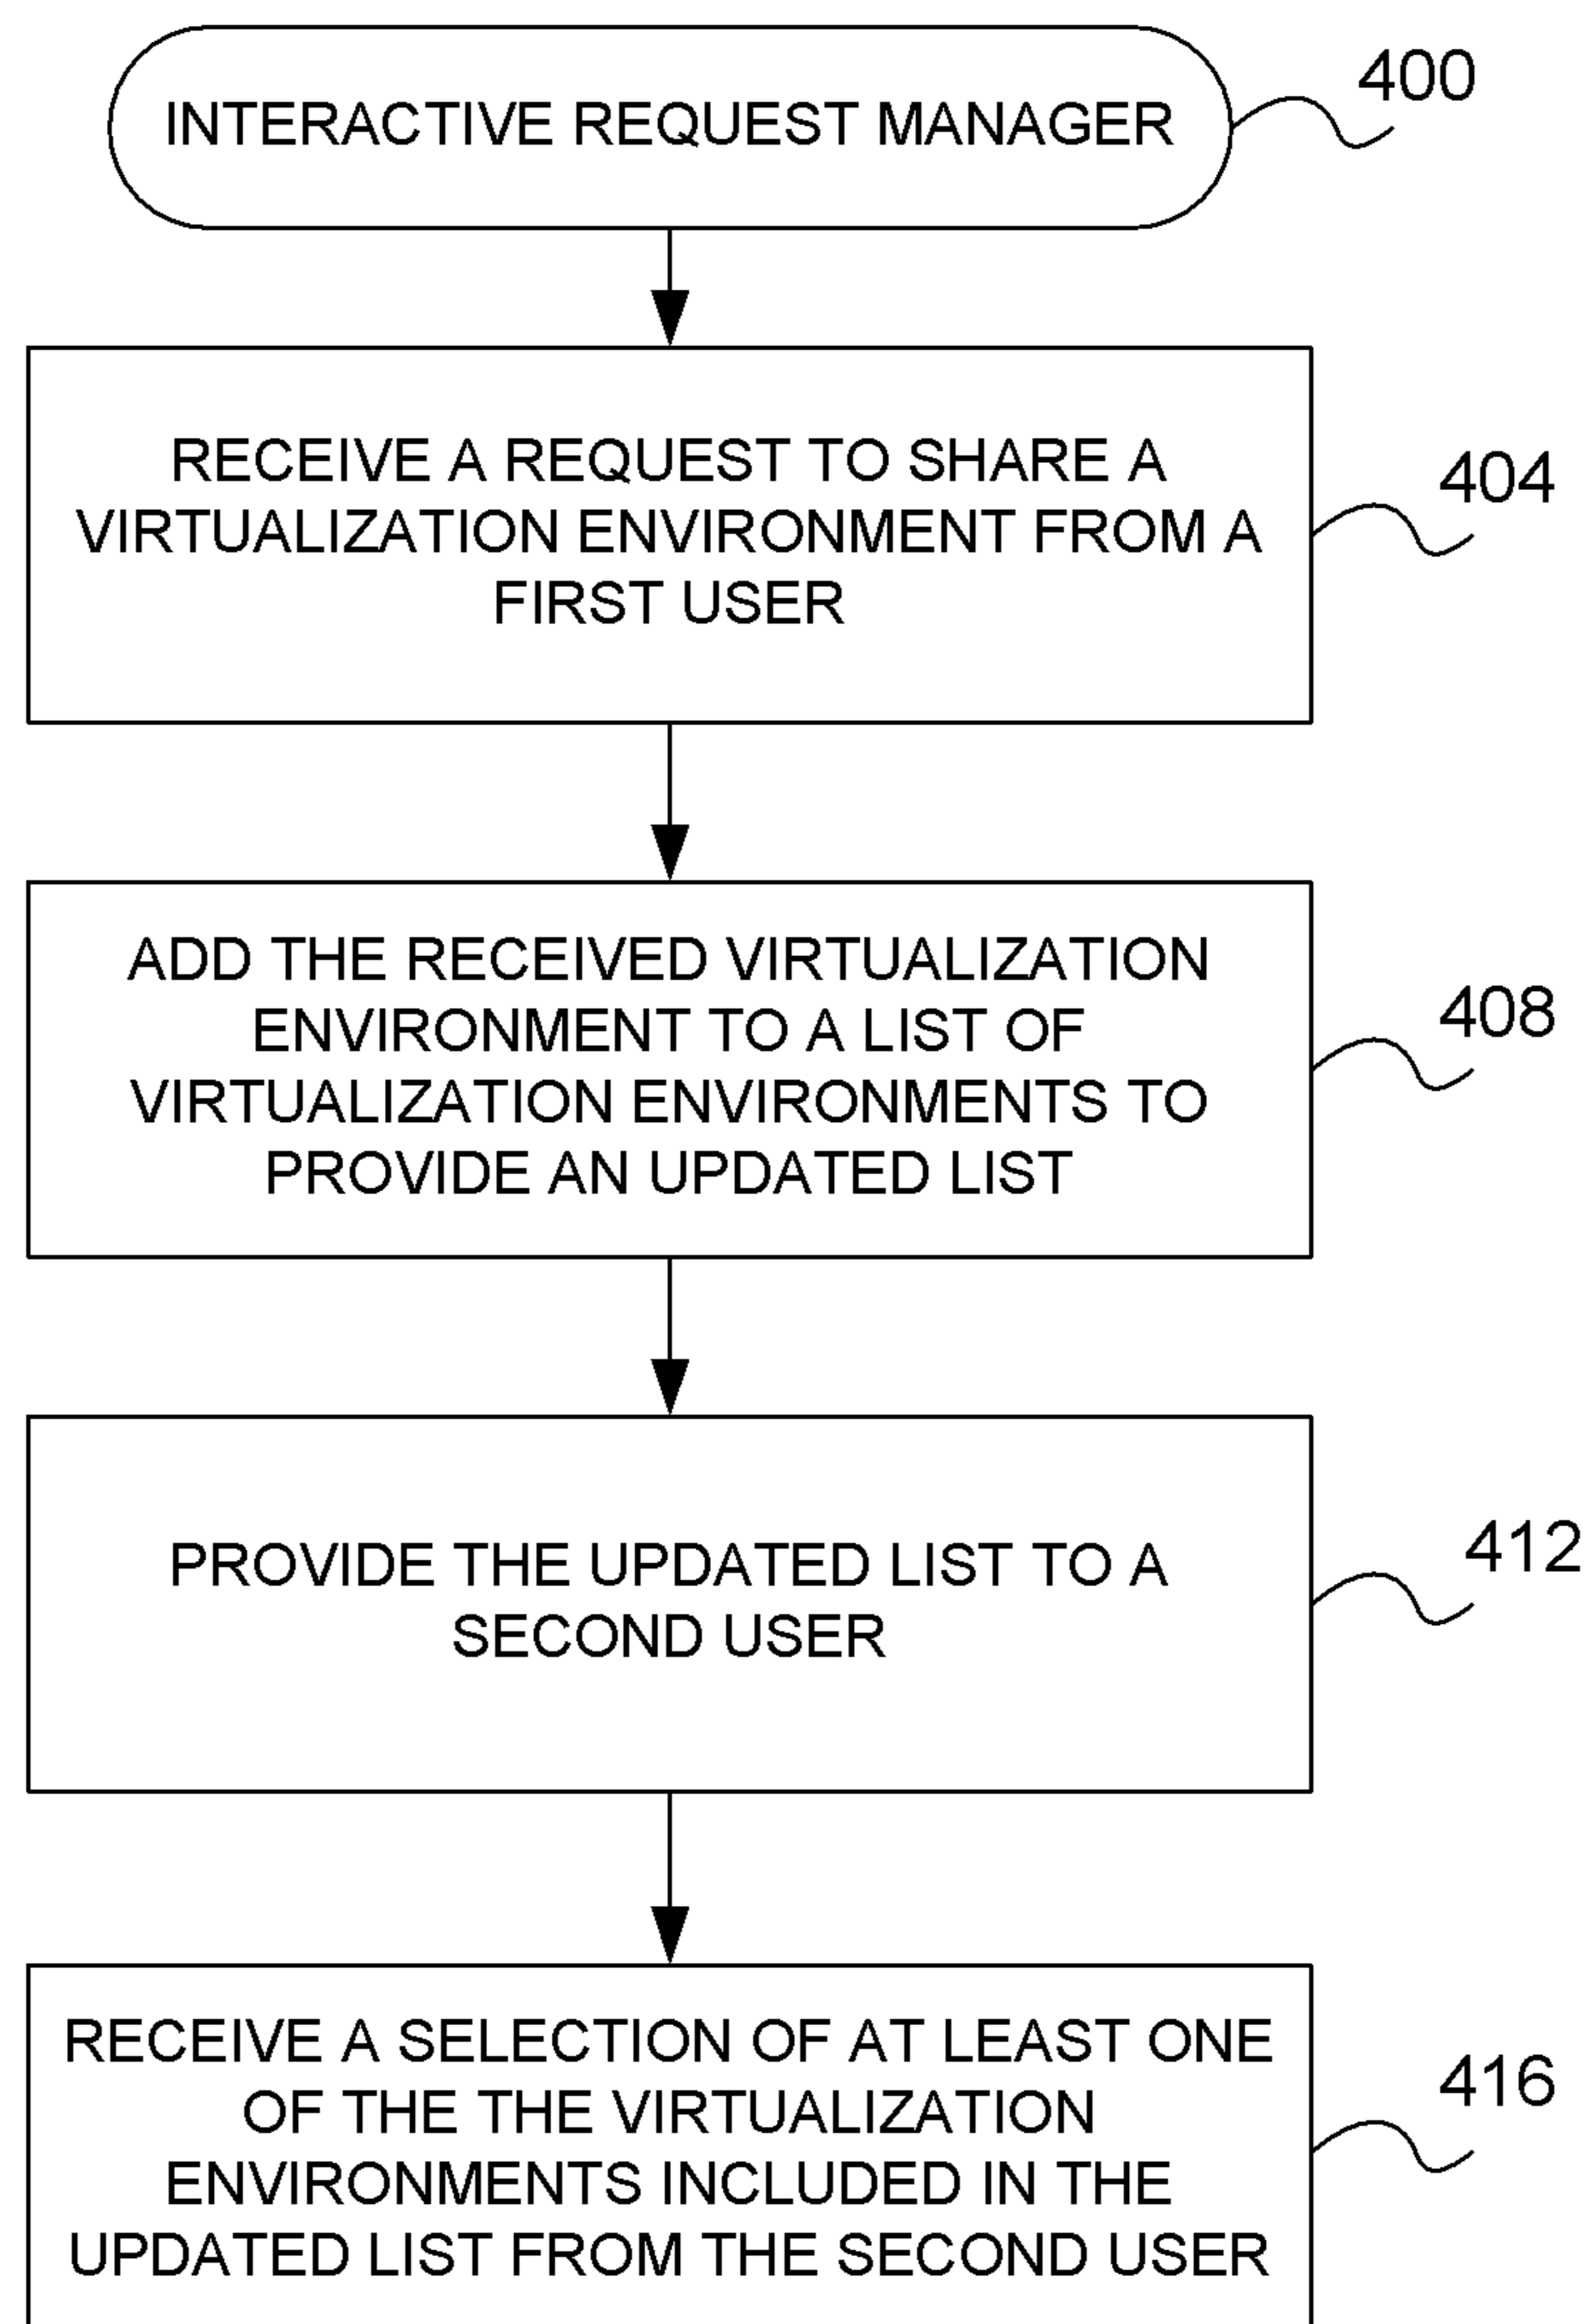 INTERACTIVE REQUEST MANAGER
400
RECEIVE A REQUEST TO SHARE A
VIRTUALIZATION ENVIRONMENT FROM A
FIRST USER
404
ADD THE RECEIVED VIRTUALIZATION
ENVIRONMENT TO A LIST OF
VIRTUALIZATION ENVIRONMENTS TO
PROVIDE AN UPDATED LIST
408
PROVIDE THE UPDATED LIST TO A
SECOND USER
412
RECEIVE A SELECTION OF AT LEAST ONE
OF THE THE VIRTUALIZATION
ENVIRONMENTS INCLUDED IN THE
UPDATED LIST FROM THE SECOND USER
416